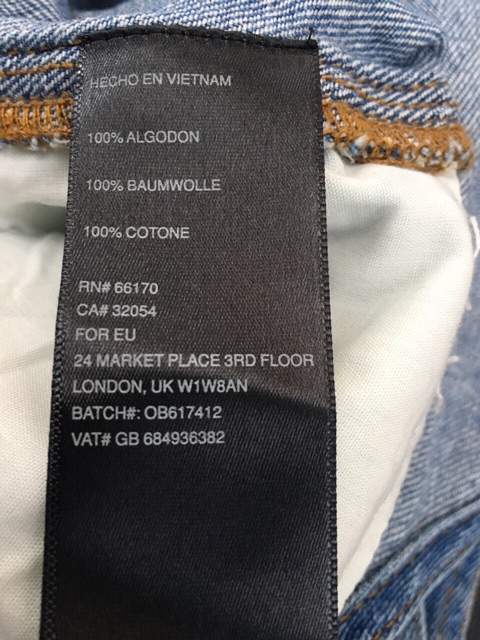 HECHO EN VIETNAM
100% ALGODON
100% BAUMWOLLE
100% COTONE
RN# 66170
CA# 32054
FOR EU
24 MARKET PLACE 3RD FLOOR
LONDON, UK W1W8AN
BATCH#: OB617412
VAT# GB 684936382